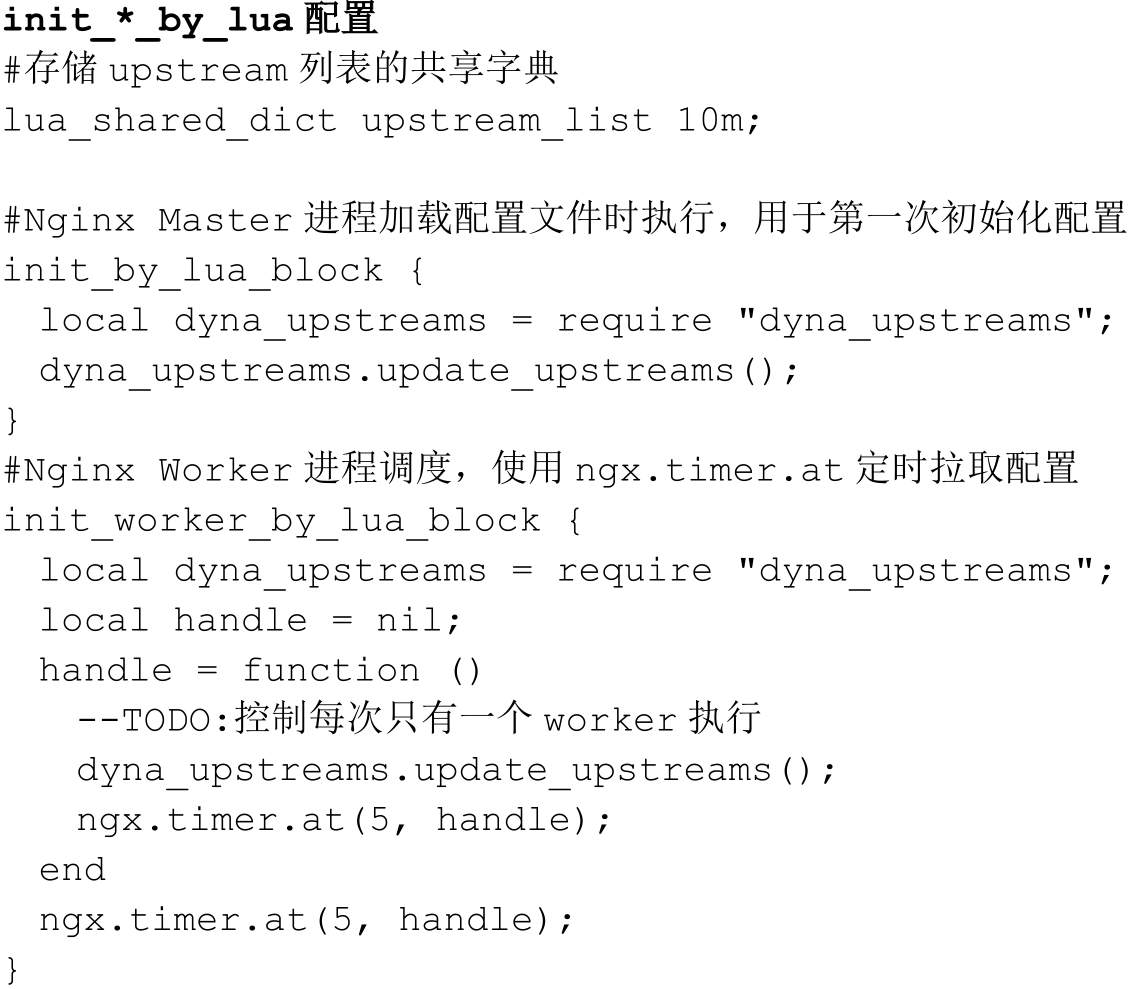 init_*_by_lua 配置
#存储 upstream 列表的共享字典
lua_shared_dict upstream_list 10m;
#Nginx Master 进程加载配置文件时执行，用于第一次初始化配置
init_by_lua_block {
  local dyna_upstreams = require "dyna_upstreams";
  dyna_upstreams.update_upstreams();
}
#Nginx Worker 进程调度，使用 ngx.timer.at 定时拉取配置
init_worker_by_lua_block {
  local dyna_upstreams = require "dyna_upstreams";
  local handle = nil;
  handle = function ()
    --TODO:控制每次只有一个 worker 执行
    dyna_upstreams.update_upstreams();
    ngx.timer.at(5, handle);
  end
  ngx.timer.at(5, handle);
}